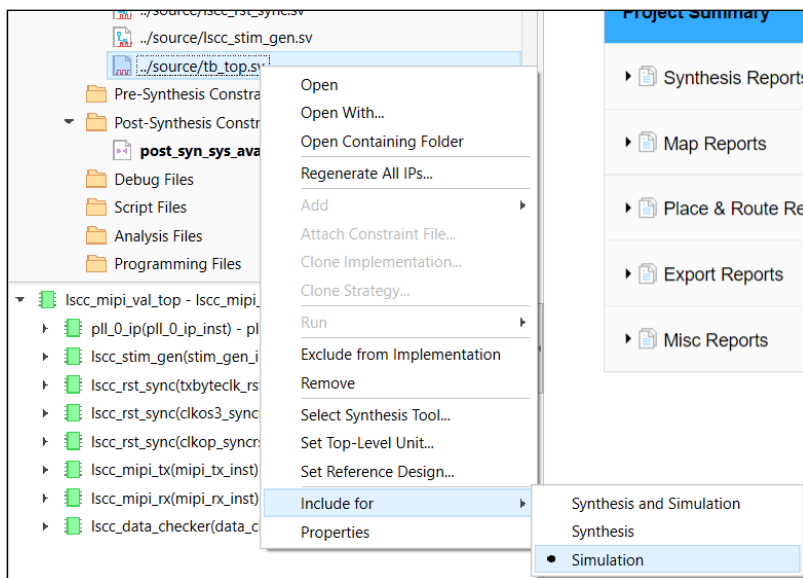 ../source/lscc_rst_sync.sv
../source/lscc_stim_gen.sv
../source/tb_top.sv
Pre-Synthesis Constra
Post-Synthesis Constr
post_syn_sys_ava
Debug Files
Script Files
Analysis Files
Programming Files
lscc_mipi_val_top - lscc_mipi_
pll_0_ip(pll_0_ip_inst) - pl
lscc_stim_gen(stim_gen_i
lscc_rst_sync(txbyteclk_rs
lscc_rst_sync(clkos3_sync
lscc_rst_sync(clkop_syncrs
lscc_mipi_tx(mipi_tx_inst)
lscc_mipi_rx(mipi_rx_inst)
lscc_data_checker(data_c
Open
Open With...
Open Containing Folder
Regenerate All IPs...
Add
Attach Constraint File...
Clone Implementation...
Clone Strategy...
Run
Exclude from Implementation
Remove
Select Synthesis Tool...
Set Top-Level Unit...
Set Reference Design...
Include for
Properties
Synthesis and Simulation
Synthesis
Simulation
Project Summary
Synthesis Reports
Map Reports
Place & Route Re
Export Reports
Misc Reports